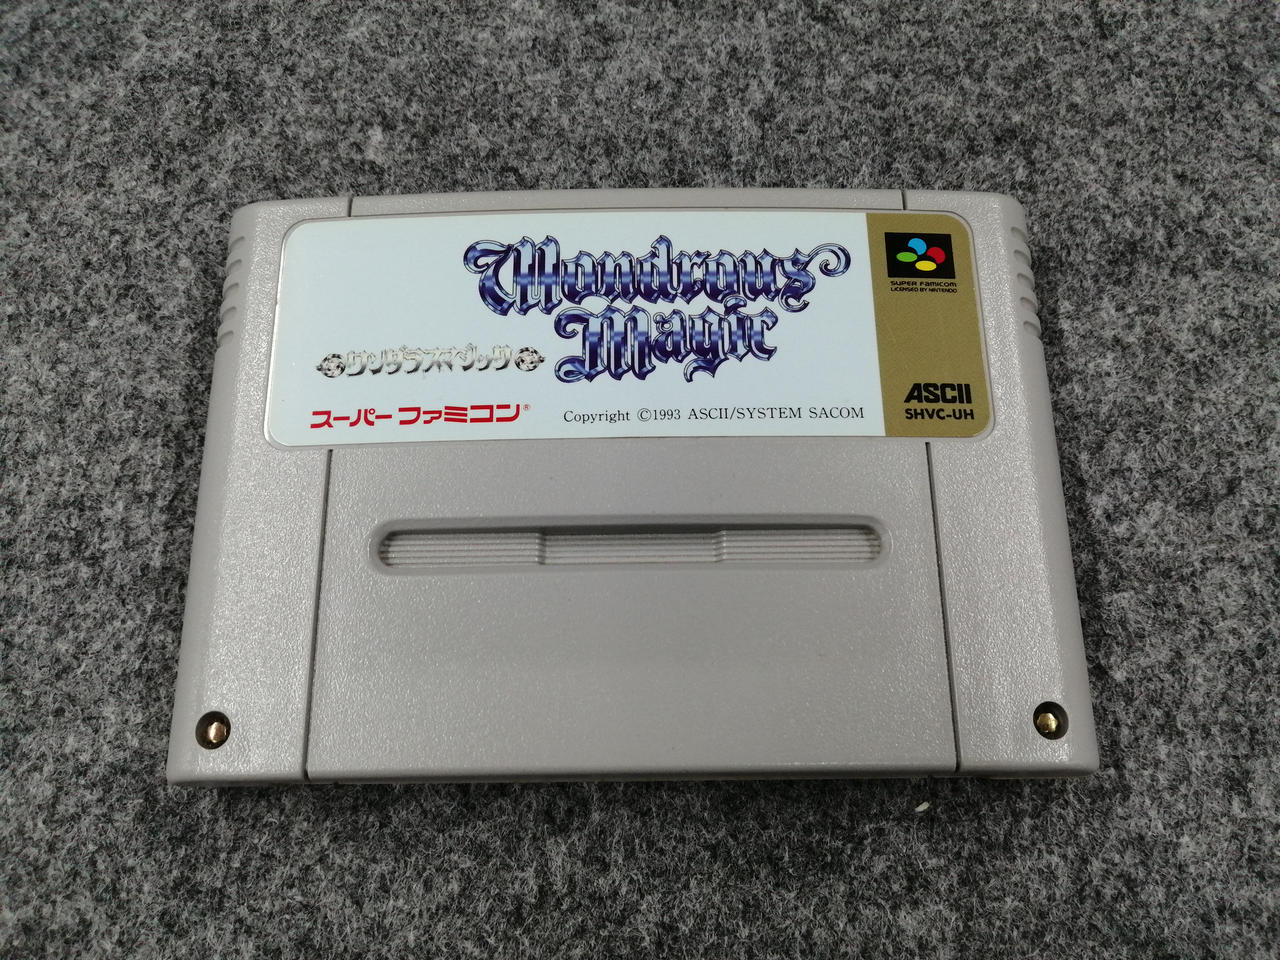 Wondrous
Magic
ワンダラスマジック
スーパーファミコン®
Copyright ©1993 ASCII/SYSTEM SACOM
SUPER FAMICOM
LICENSED BY NINTENDO
ASCII
SHVC-UH